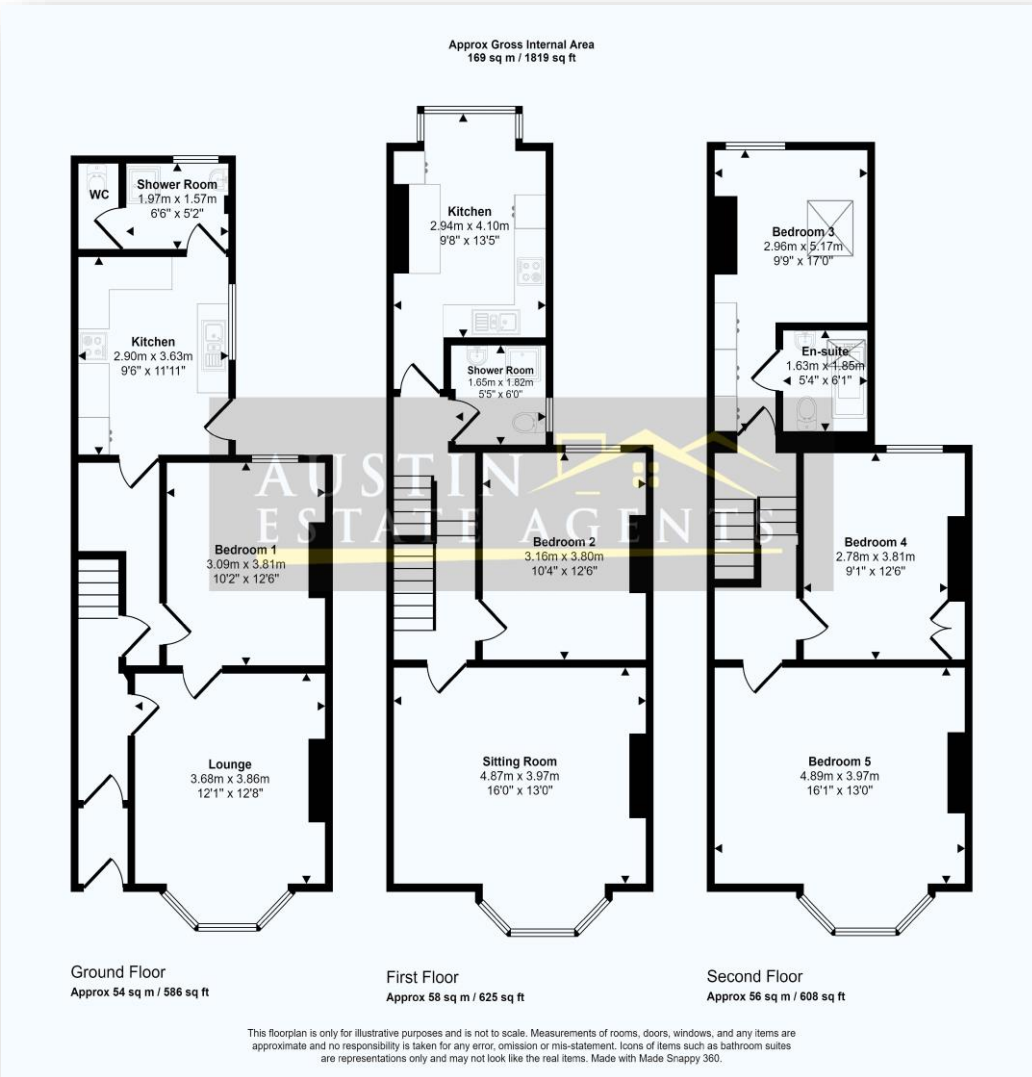 Approx Gross Internal Area
169 sq m / 1819 sq ft
WC
Shower Room
1.97m x 1.57m
6'6" x 5'2"
Kitchen
2.90m x 3.63m
9'6" x 11'11"
Bedroom 1
3.09m x 3.81m
10'2" x 12'6"
Lounge
3.68m x 3.86m
12'1" x 12'8"
Ground Floor
Approx 54 sq m / 586 sq ft
Kitchen
2.94m x 4.10m
9'8" x 13'5"
Shower Room
1.65m x 1.82m
5'5" x 6'0"
Bedroom 2
3.16m x 3.80m
10'4" x 12'6"
Sitting Room
4.87m x 3.97m
16'0" x 13'0"
First Floor
Approx 58 sq m / 625 sq ft
Bedroom 3
2.96m x 5.17m
9'9" x 17'0"
En-suite
1.63m x 1.85m
5'4" x 6'1"
Bedroom 4
2.78m x 3.81m
9'1" x 12'6"
Bedroom 5
4.89m x 3.97m
16'1" x 13'0"
Second Floor
Approx 56 sq m / 608 sq ft
AUSTIN
ESTATE AGENTS
This floorplan is only for illustrative purposes and is not to scale. Measurements of rooms, doors, windows, and any items are
approximate and no responsibility is taken for any error, omission or mis-statement. Icons of items such as bathroom suites
are representations only and may not look like the real items. Made with Made Snappy 360.